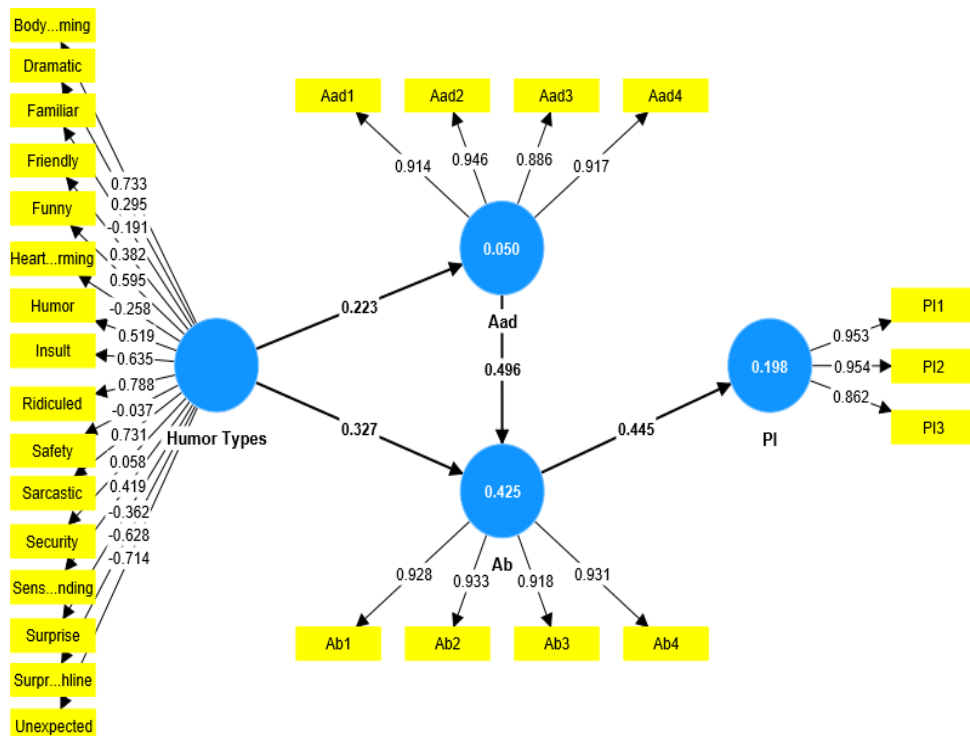 Body...ming
Dramatic
Familiar
Friendly
Funny
Heart...rming
Humor
Insult
Ridiculed
Safety
Sarcastic
Security
Sens...nding
Surprise
Surpr...hline
Unexpected
0.733
0.295
-0.191
0.382
0.595
-0.258
0.519
0.635
0.788
-0.037
0.731
0.058
0.419
-0.362
-0.628
-0.714
Humor Types
0.223
0.327
Aad1
Aad2
Aad3
Aad4
0.914
0.946
0.886
0.917
0.050
Aad
0.496
0.425
Ab
0.928
0.933
0.918
0.931
Ab1
Ab2
Ab3
Ab4
0.445
0.198
PI
0.953
0.954
0.862
PI1
PI2
PI3